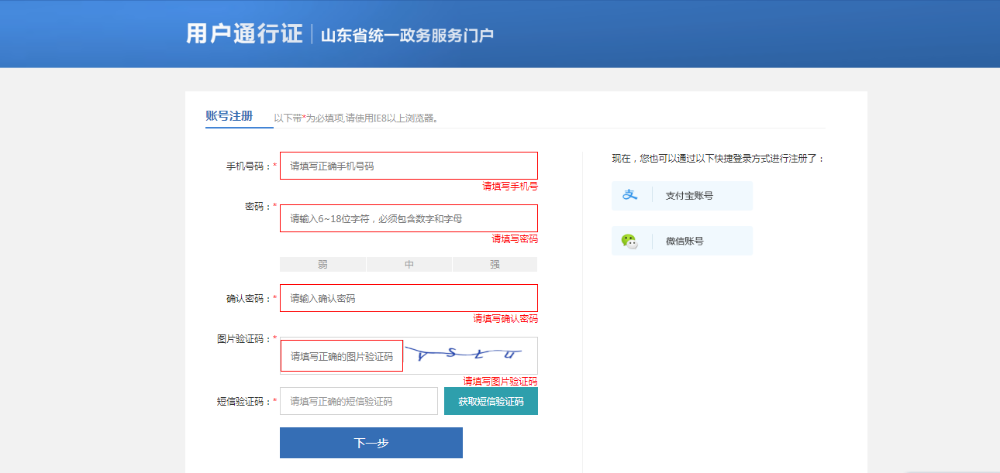 用户通行证 山东省统一政务服务门户
账号注册 以下带*为必填项,请使用IE8以上浏览器。
手机号码：* 请填写正确手机号码
请填写手机号
密码：* 请输入6~18位字符，必须包含数字和字母
请填写密码
弱 中 强
确认密码：* 请输入确认密码
请填写确认密码
图片验证码：* 请填写正确的图片验证码
请填写图片验证码
短信验证码：* 请填写正确的短信验证码 获取短信验证码
下一步
现在，您也可以通过以下快捷登录方式进行注册了：
支 支付宝账号
微信账号